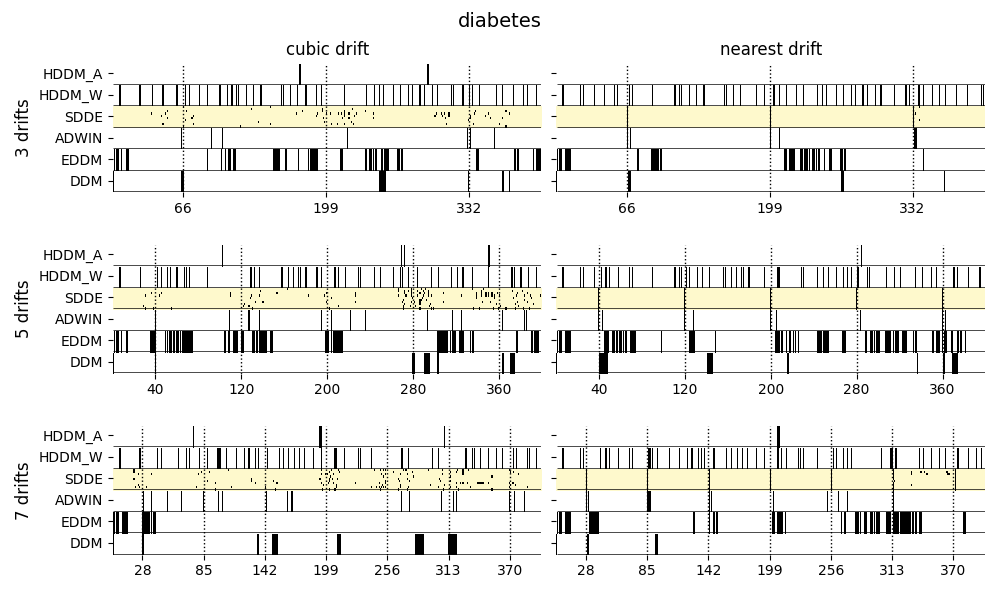 diabetes
cubic drift nearest drift
3 drifts
HDDM_A
HDDM_W
SDDE
ADWIN
EDDM
DDM
66 199 332 66 199 332
5 drifts
HDDM_A
HDDM_W
SDDE
ADWIN
EDDM
DDM
40 120 200 280 360 40 120 200 280 360
7 drifts
HDDM_A
HDDM_W
SDDE
ADWIN
EDDM
DDM
28 85 142 199 256 313 370 28 85 142 199 256 313 370